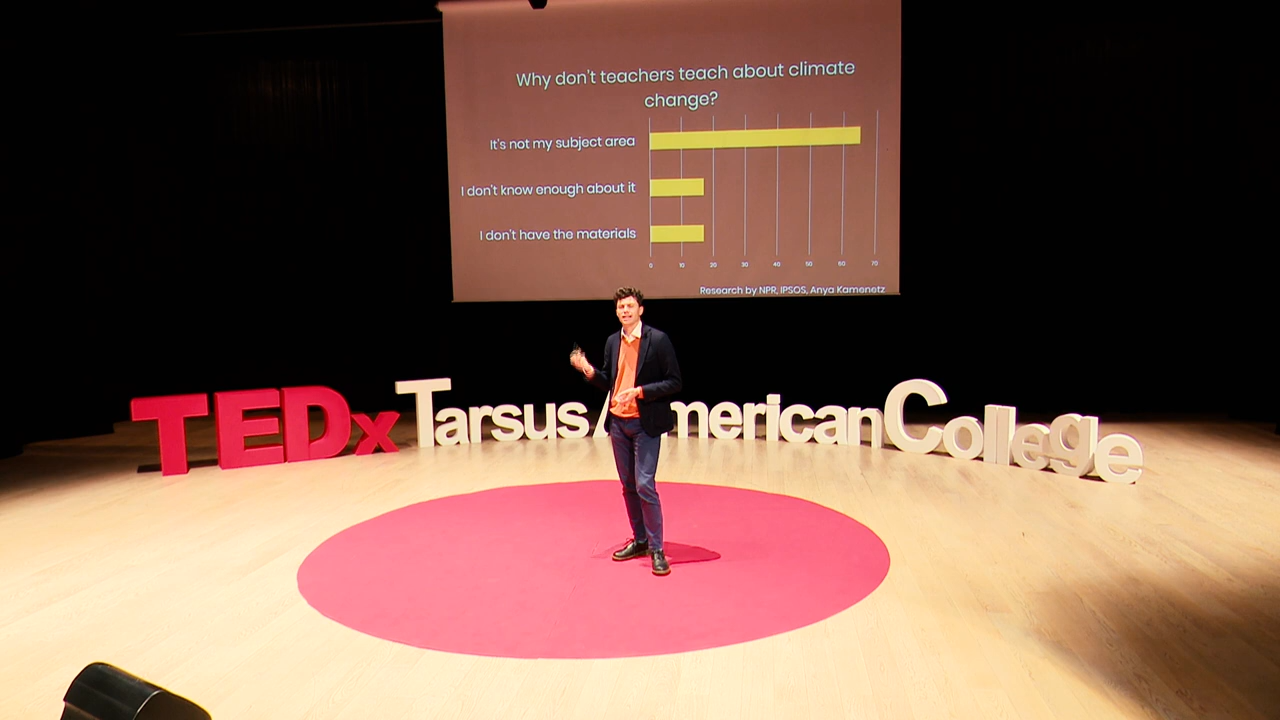 Why don't teachers teach about climate
change?
It's not my subject area
I don't know enough about it
I don't have the materials
0 10 20 30 40 50 60 70
Research by NPR, IPSOS, Anya Kamenetz
TEDx Tarsus American College